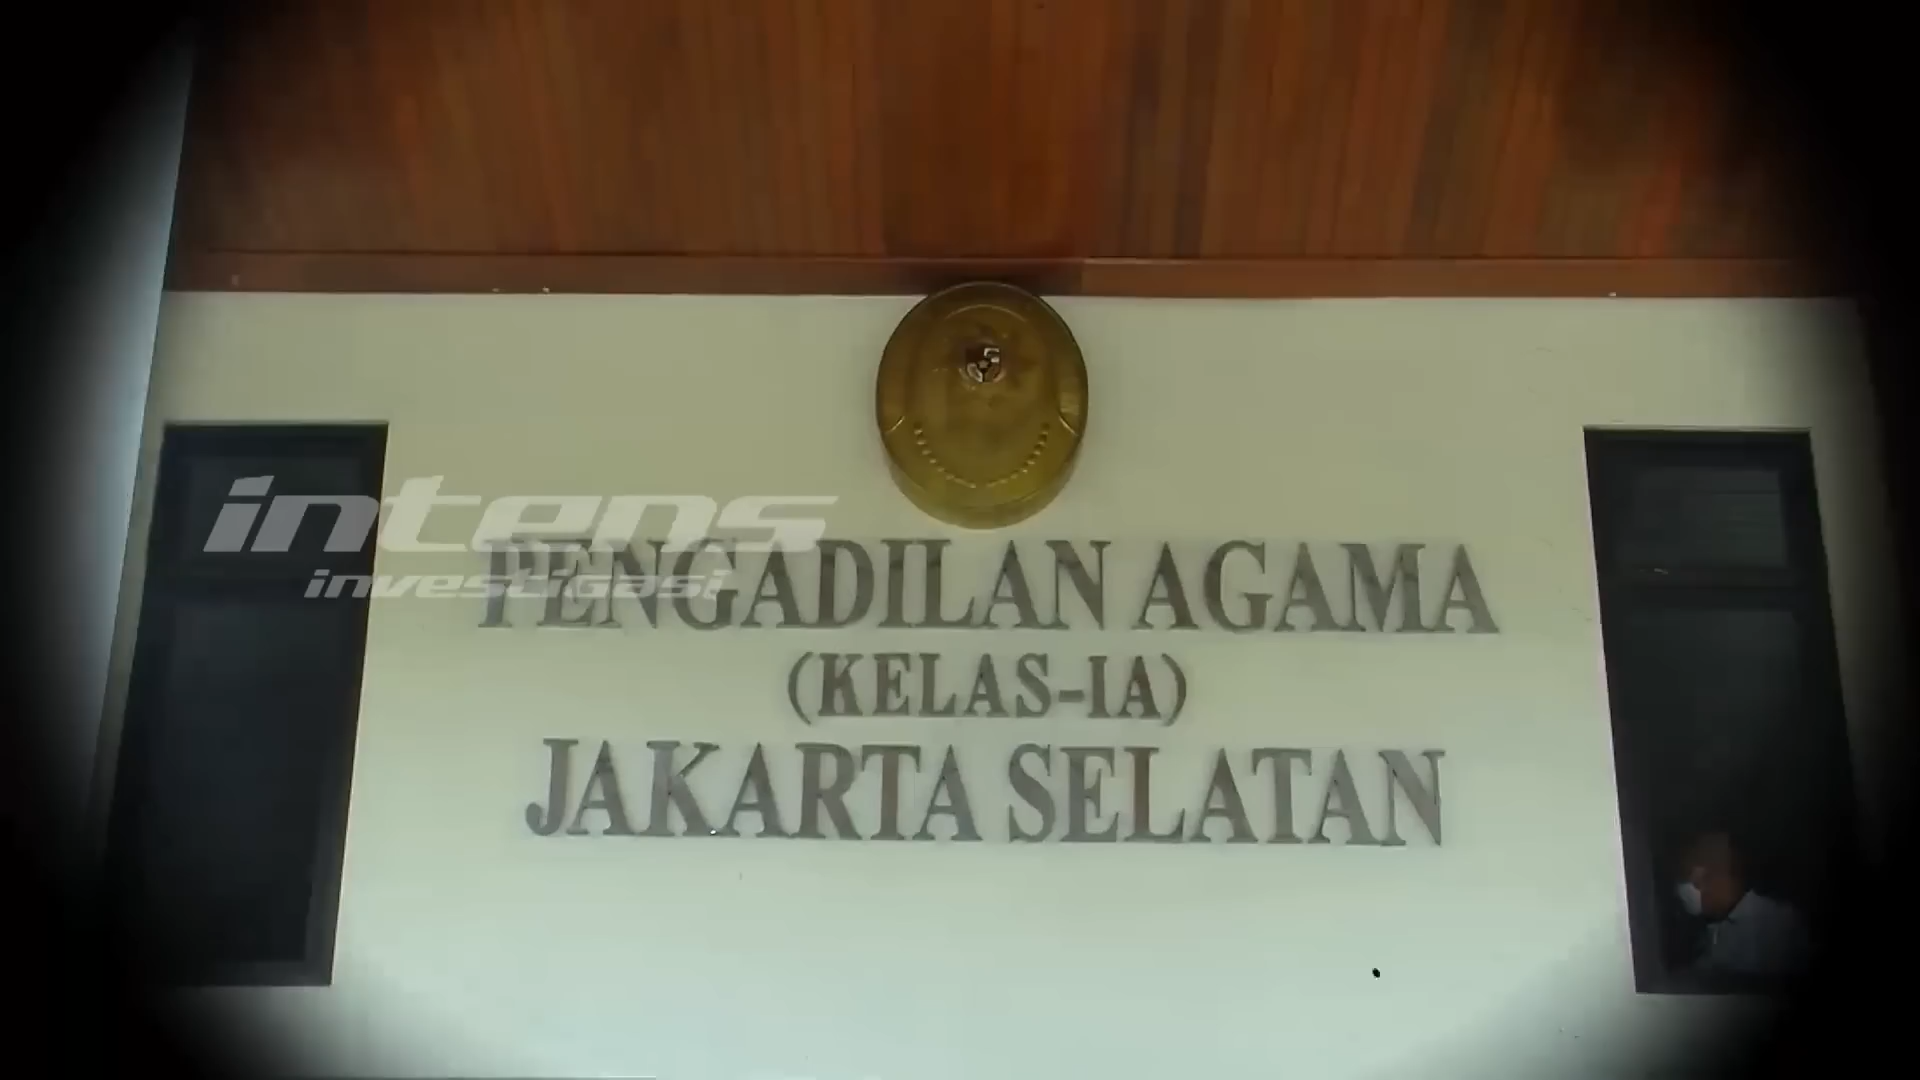 intens
investigasi
PENGADILAN AGAMA
(KELAS-IA)
JAKARTA SELATAN